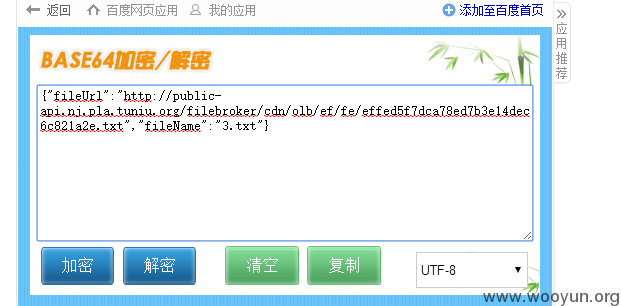 返回 百度网页应用 我的应用 添加至百度首页
应用推荐
BASE64加密/解密
{"fileUrl":"http://public-
api.nj.pla.tuniu.org/filebroker/cdn/olb/ef/fe/effed5f7dca78ed7b3e14dec
6c821a2e.txt","fileName":"3.txt"}
加密 解密 清空 复制 UTF-8
www.wooyun.org